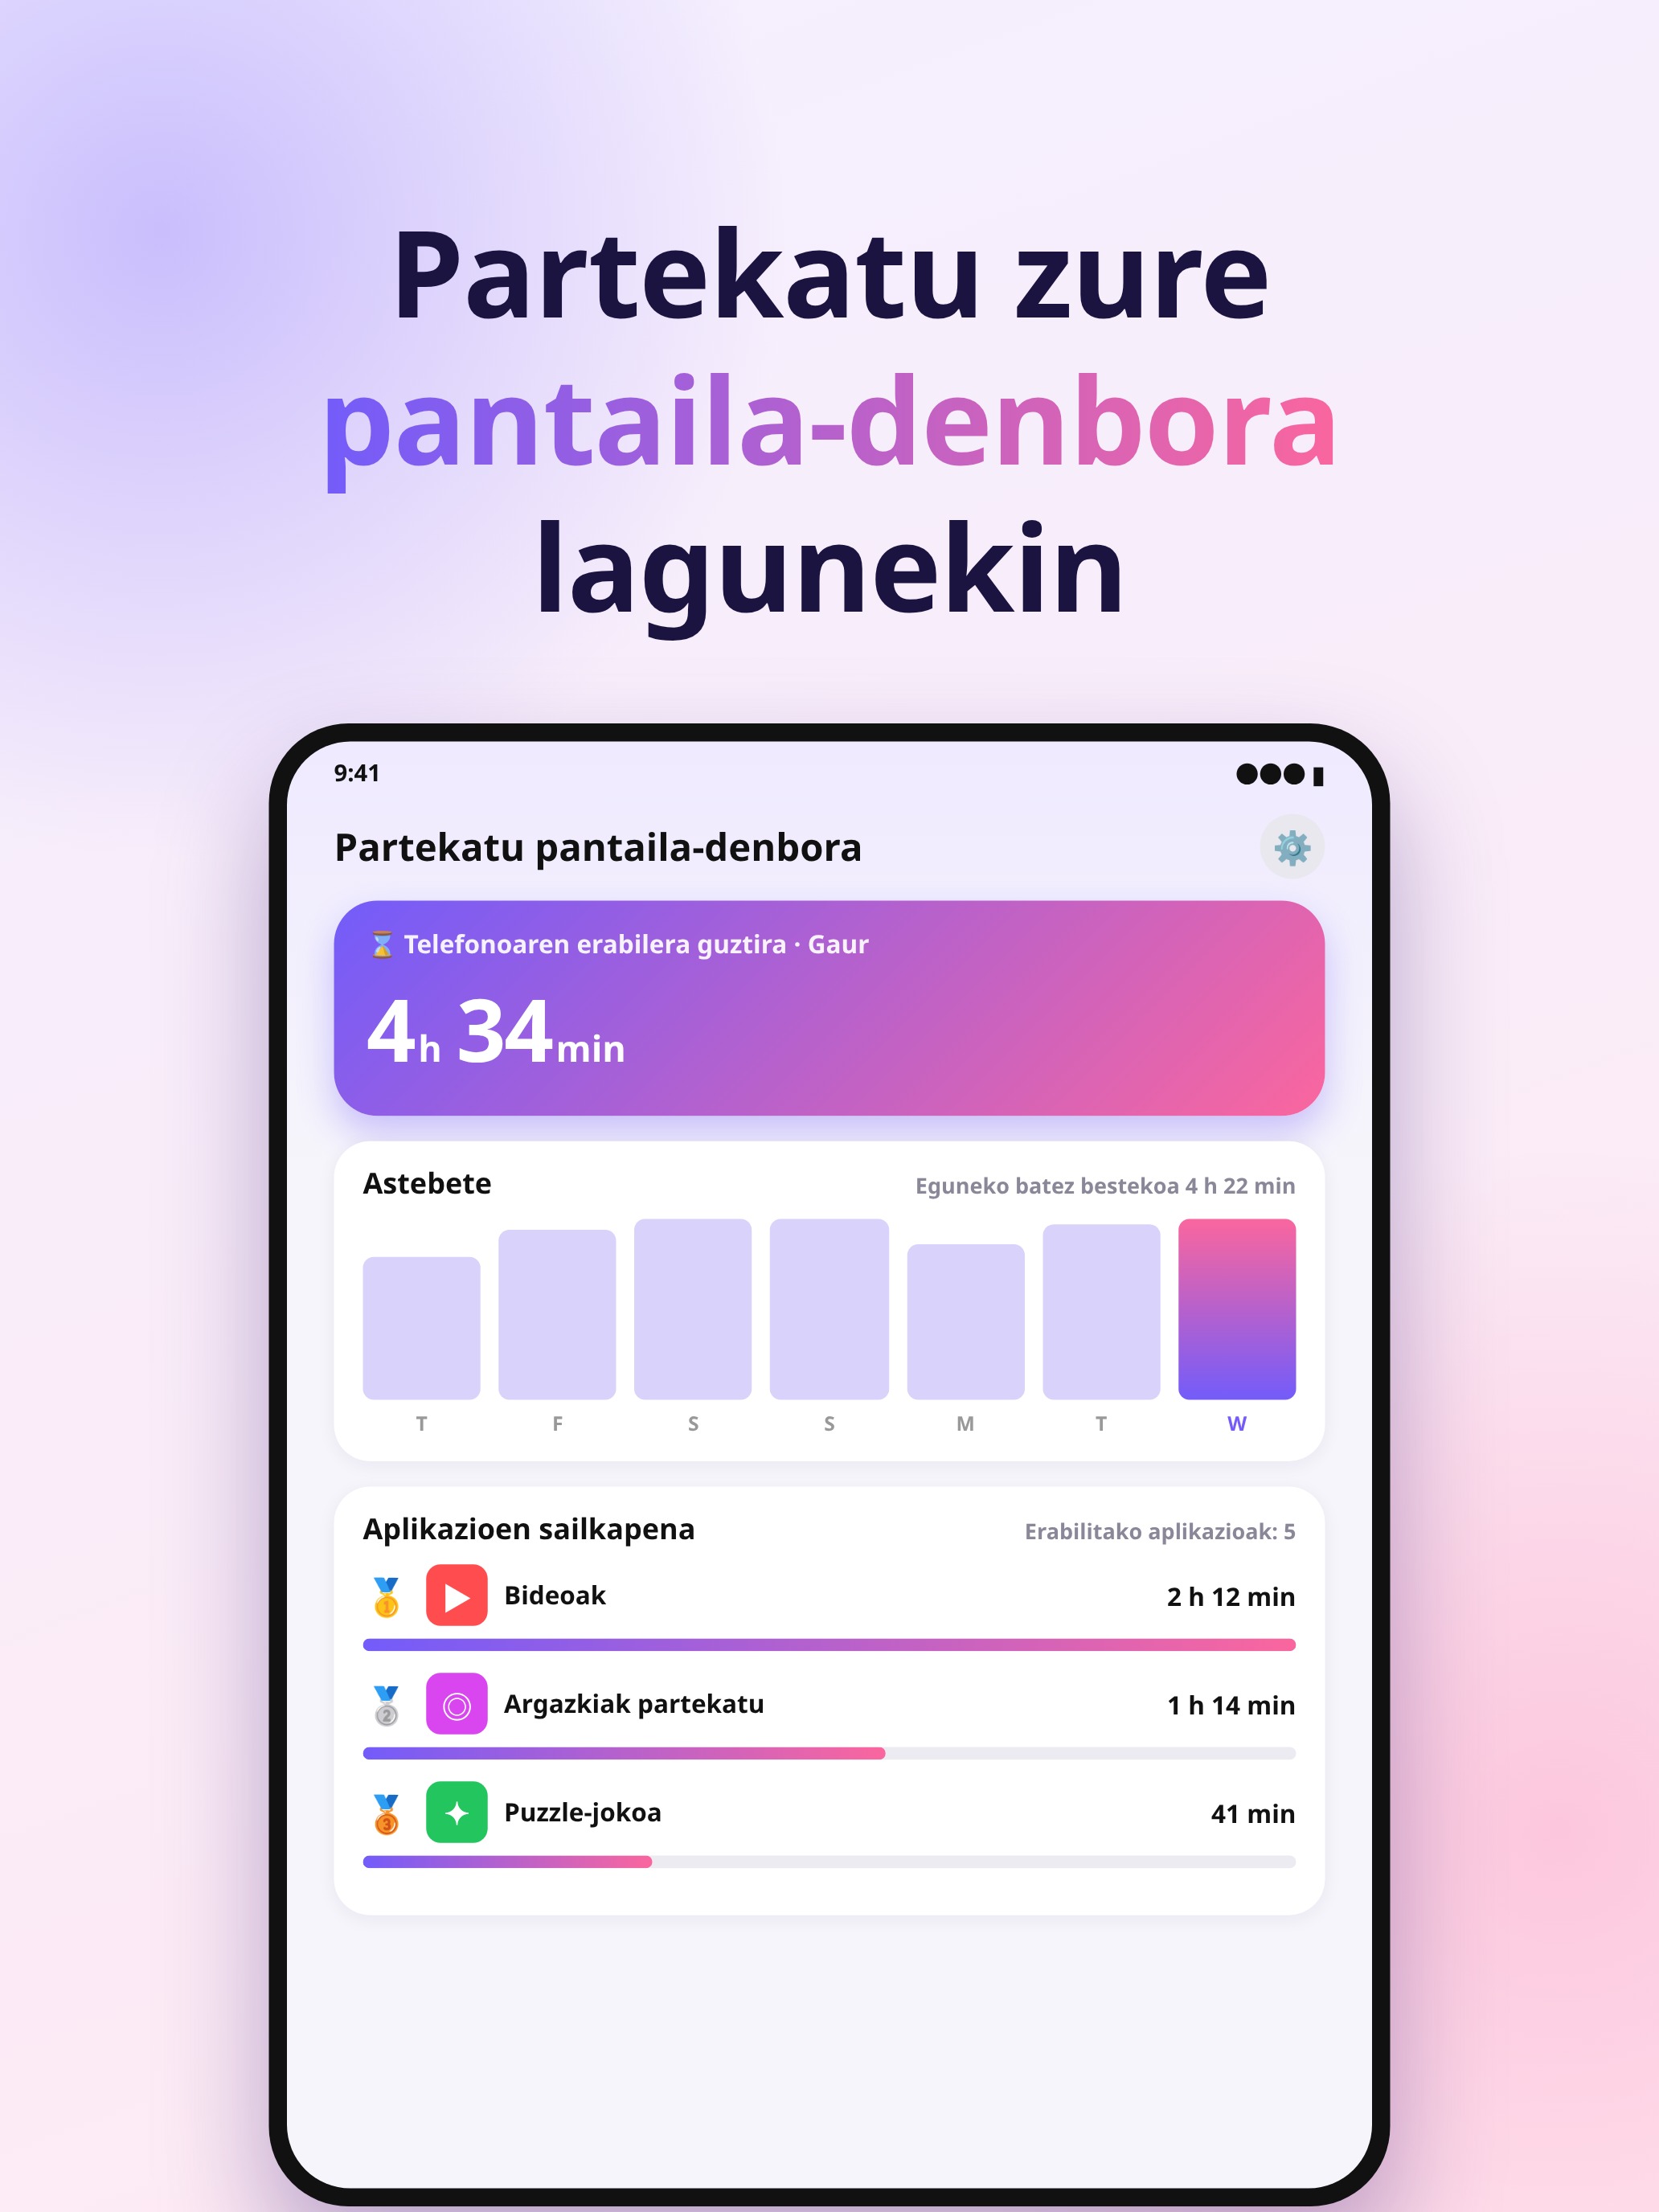 Partekatu zure
pantaila-denbora
lagunekin
9:41
Partekatu pantaila-denbora
⌛ Telefonoaren erabilera guztira · Gaur
4h 34min
Astebete
Eguneko batez bestekoa 4 h 22 min
T F S S M T W
Aplikazioen sailkapena
Erabilitako aplikazioak: 5
🥇 Bideoak 2 h 12 min
🥈 Argazkiak partekatu 1 h 14 min
🥉 Puzzle-jokoa 41 min